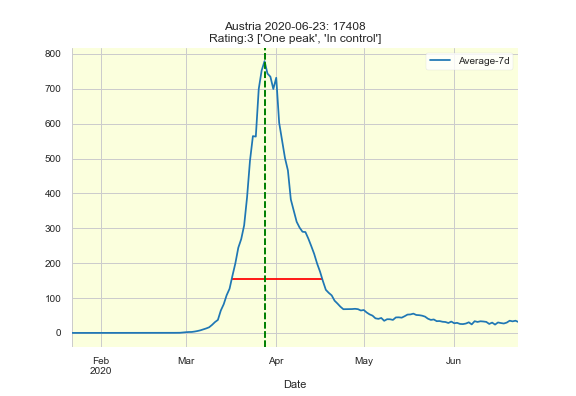 Austria 2020-06-23: 17408
Rating:3 ['One peak', 'In control']
Average-7d
800
700
600
500
400
300
200
100
0
Feb
2020
Mar
Apr
May
Jun
Date